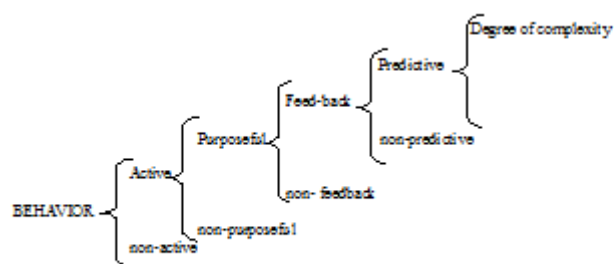 Degree of complexity
Predictive
Feed-back
non-predictive
Purposeful
Active
non- feedback
BEHAVIOR
non-purposeful
non-active